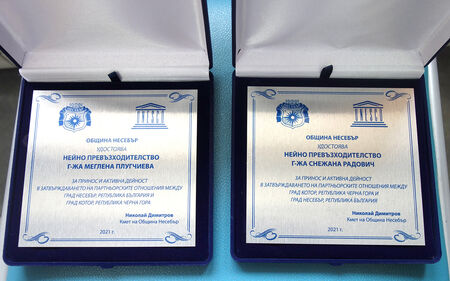 ОБЩИНА НЕСЕБЪР
УДОСТОЯВА
НЕЙНО ПРЕВЪЗХОДИТЕЛСТВО
Г-ЖА МЕГЛЕНА ПЛУГЧИЕВА
ЗА ПРИНОС И АКТИВНА ДЕЙНОСТ
В ЗАТВЪРЖДАВАНЕТО НА ПАРТНЬОРСКИТЕ ОТНОШЕНИЯ МЕЖДУ
ГРАД НЕСЕБЪР, РЕПУБЛИКА БЪЛГАРИЯ И
ГРАД КОТОР, РЕПУБЛИКА ЧЕРНА ГОРА
Николай Димитров
Кмет на Община Несебър
2021 г.
ОБЩИНА НЕСЕБЪР
УДОСТОЯВА
НЕЙНО ПРЕВЪЗХОДИТЕЛСТВО
Г-ЖА СНЕЖАНА РАДОВИЧ
ЗА ПРИНОС И АКТИВНА ДЕЙНОСТ
В ЗАТВЪРЖДАВАНЕТО НА ПАРТНЬОРСКИТЕ ОТНОШЕНИЯ МЕЖДУ
ГРАД КОТОР, РЕПУБЛИКА ЧЕРНА ГОРА И
ГРАД НЕСЕБЪР, РЕПУБЛИКА БЪЛГАРИЯ
Николай Димитров
Кмет на Община Несебър
2021 г.